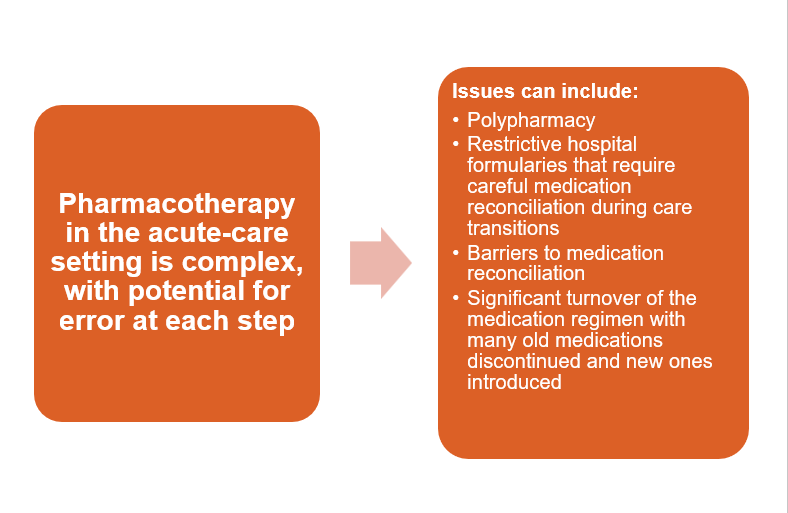 Pharmacotherapy
in the acute-care
setting is complex,
with potential for
error at each step
Issues can include:
• Polypharmacy
• Restrictive hospital
formularies that require
careful medication
reconciliation during care
transitions
• Barriers to medication
reconciliation
• Significant turnover of the
medication regimen with
many old medications
discontinued and new ones
introduced